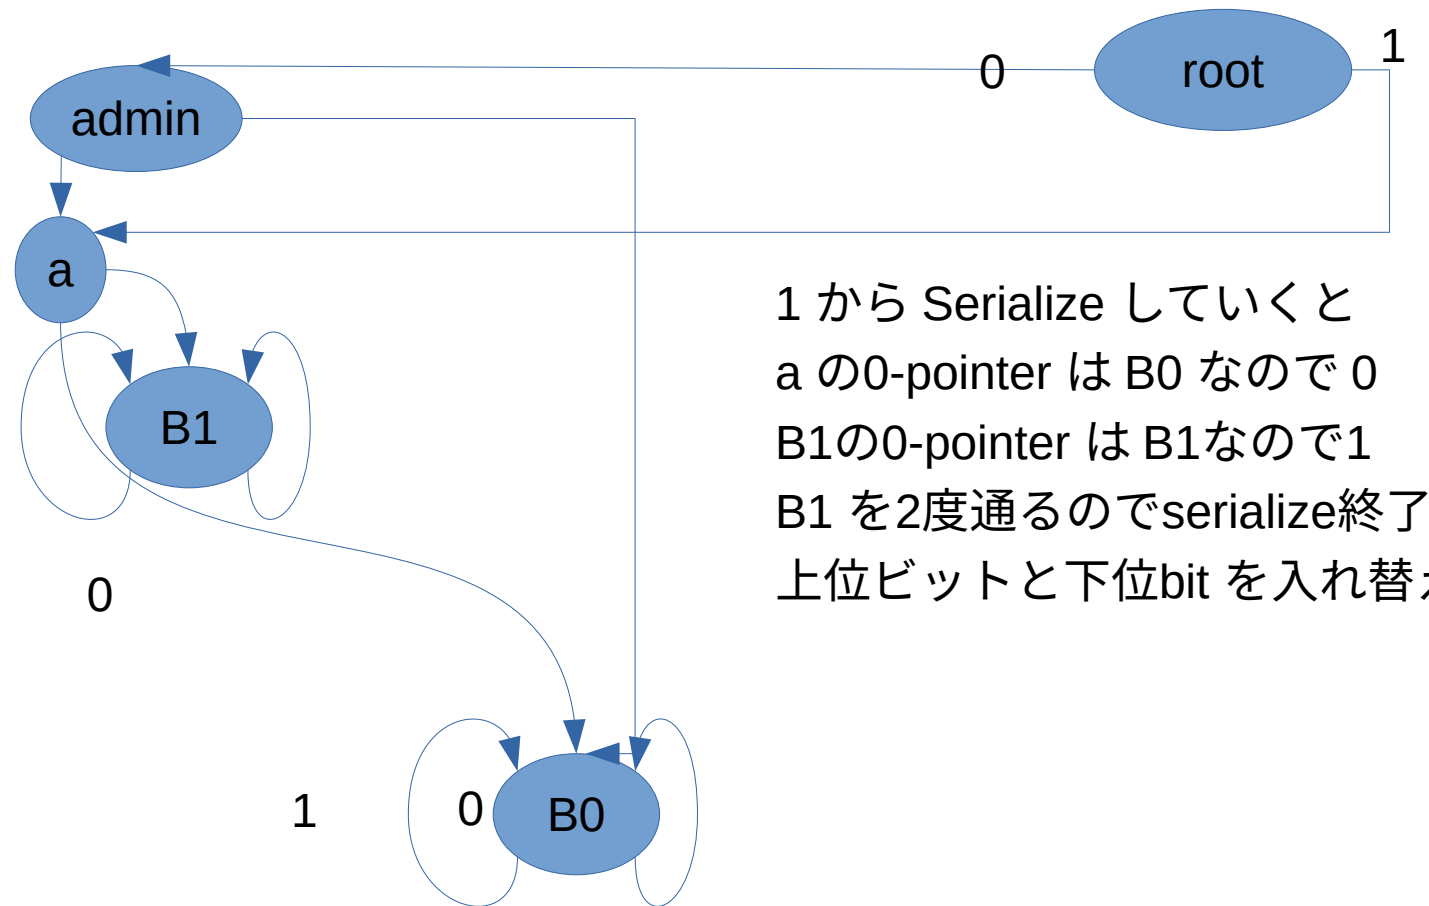 1
root
0
admin
a
1 から Serialize していくと
a の0-pointer は B0 なので 0
B1の0-pointer は B1なので1
B1
B1 を2度通るのでserialize終了
上位ビットと下位bit を入れ替
0
1
0
B0